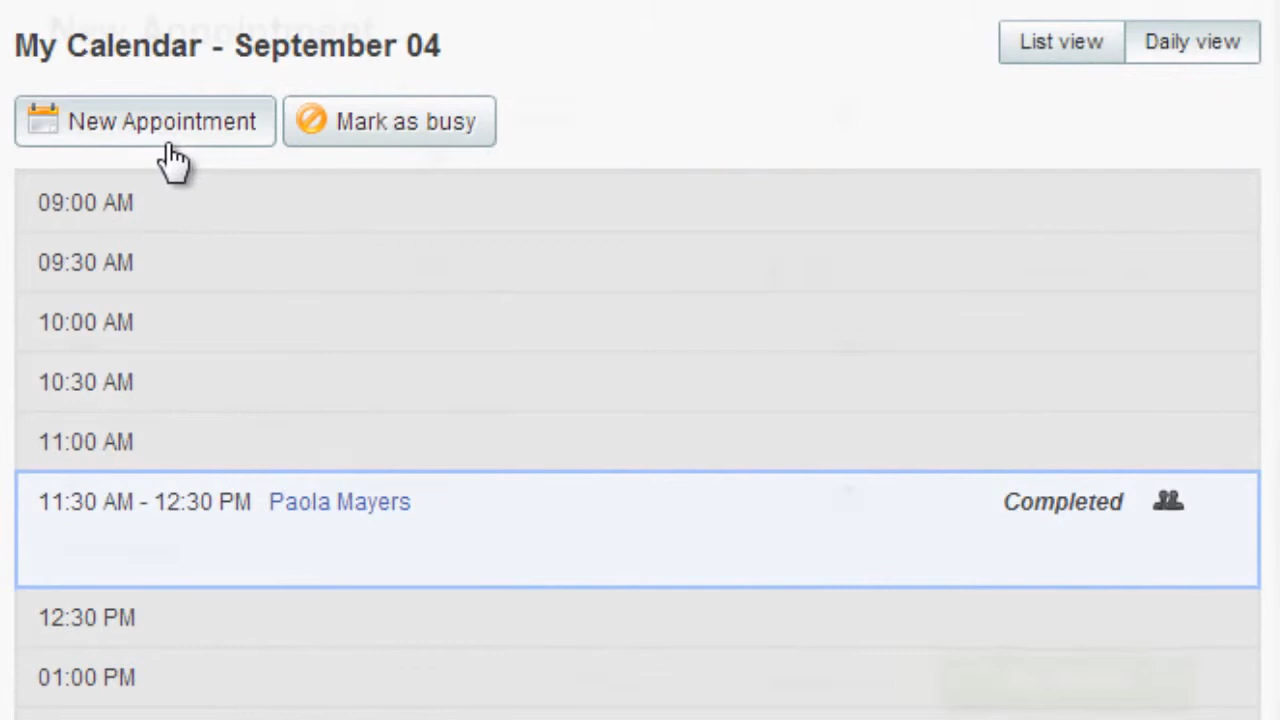 New Appointment
My Calendar - September 04
List view
Daily view
New Appointment
Mark as busy
09:00 AM
09:30 AM
10:00 AM
10:30 AM
11:00 AM
11:30 AM - 12:30 PM Paola Mayers Completed
12:30 PM
01:00 PM